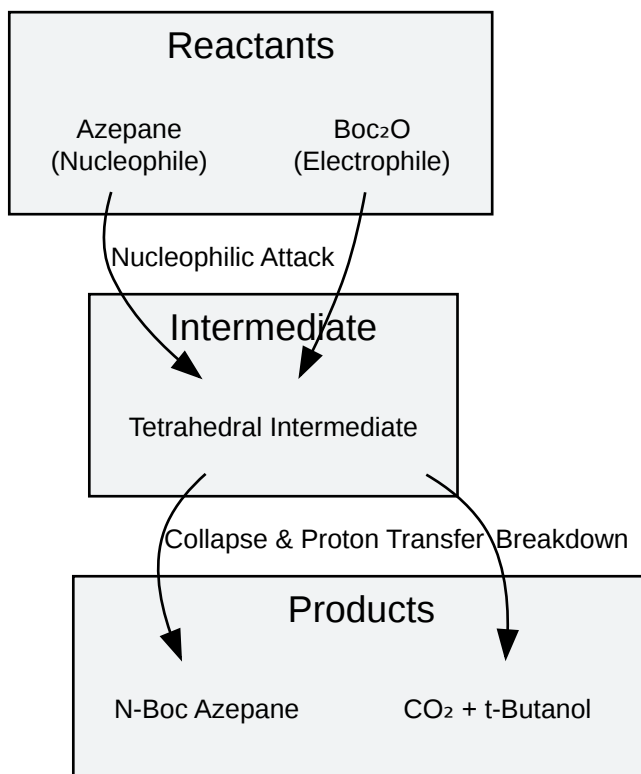 Reactants
Azepane
(Nucleophile)
Boc₂O
(Electrophile)
Nucleophilic Attack
Intermediate
Tetrahedral Intermediate
Collapse & Proton Transfer
Breakdown
Products
N-Boc Azepane
CO₂ + t-Butanol